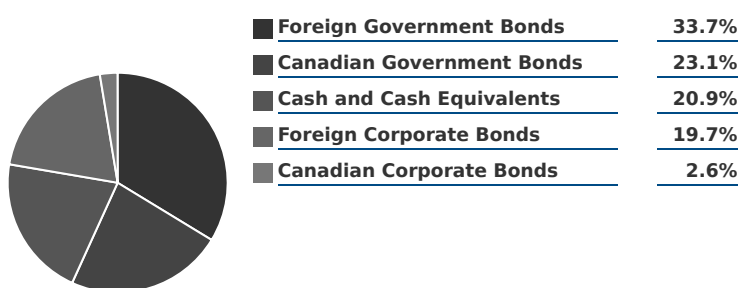 Foreign Government Bonds 33.7%
Canadian Government Bonds 23.1%
Cash and Cash Equivalents 20.9%
Foreign Corporate Bonds 19.7%
Canadian Corporate Bonds 2.6%